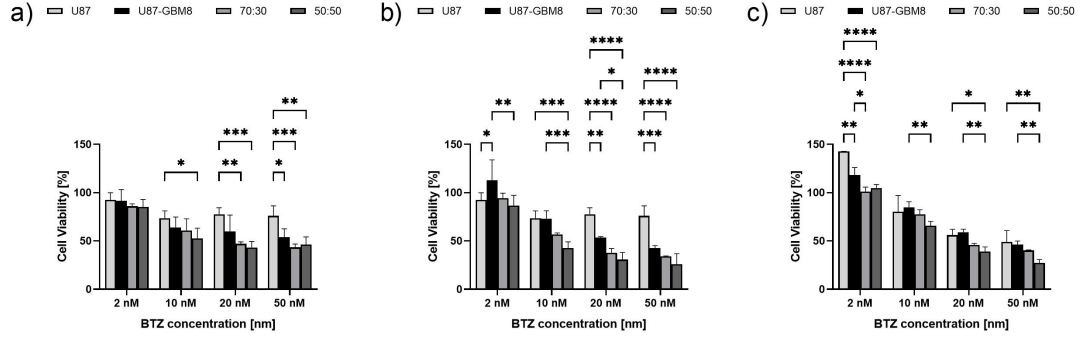 a) U87 U87-GBM8 70:30 50:50
** 
*** ***
* ** *
150
100
50
0
Cell Viability [%]
2 nM 10 nM 20 nM 50 nM
BTZ concentration [nm]
b) U87 U87-GBM8 70:30 50:50
****
* ****
** *** **** ****
* *** ** ***
150
100
50
0
Cell Viability [%]
2 nM 10 nM 20 nM 50 nM
BTZ concentration [nm]
c) U87 U87-GBM8 70:30 50:50
****
****
* * **
** ** ** **
150
100
50
0
Cell Viability [%]
2 nM 10 nM 20 nM 50 nM
BTZ concentration [nm]